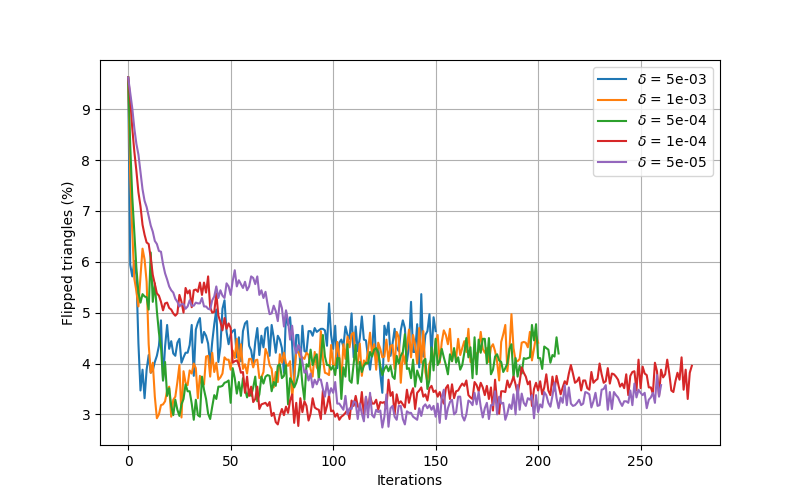 δ = 5e-03
δ = 1e-03
δ = 5e-04
δ = 1e-04
δ = 5e-05
Flipped triangles (%)
9
8
7
6
5
4
3
0 50 100 150 200 250
Iterations